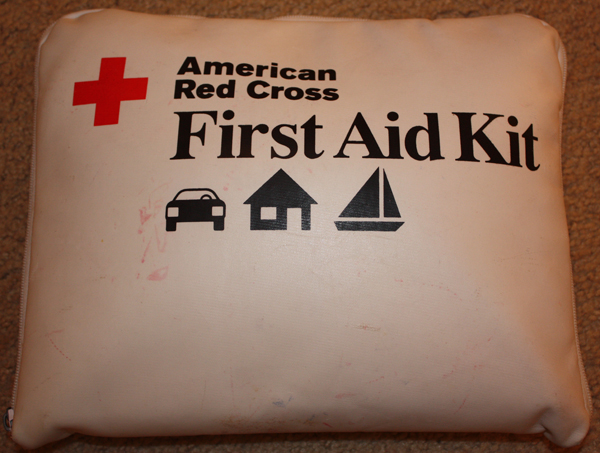 American
Red Cross
First Aid Kit